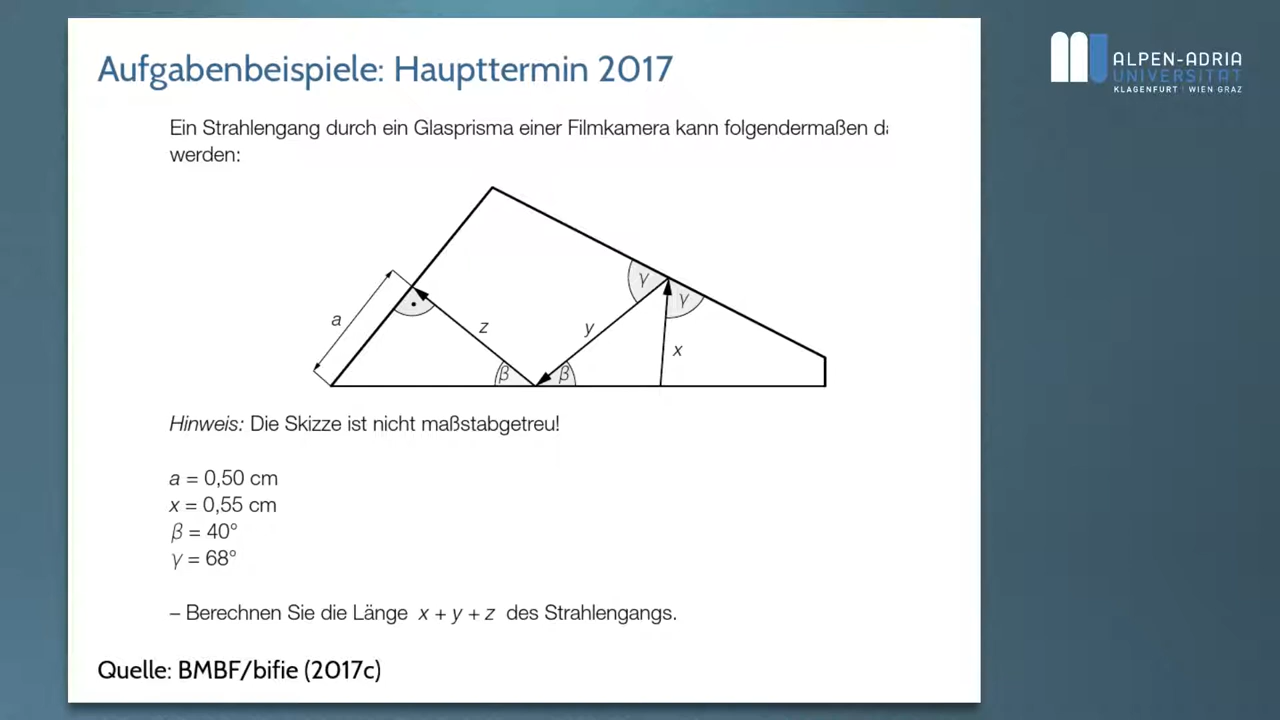 Aufgabenbeispiele: Haupttermin 2017
ALPEN-ADRIA
UNIVERSITÄT
KLAGENFURT | WIEN GRAZ
Ein Strahlengang durch ein Glasprisma einer Filmkamera kann folgendermaßen da
werden:
γ
γ
a
z
y
x
β
β
Hinweis: Die Skizze ist nicht maßstabgetreu!
a = 0,50 cm
x = 0,55 cm
β = 40°
γ = 68°
– Berechnen Sie die Länge x + y + z des Strahlengangs.
Quelle: BMBF/bifie (2017c)